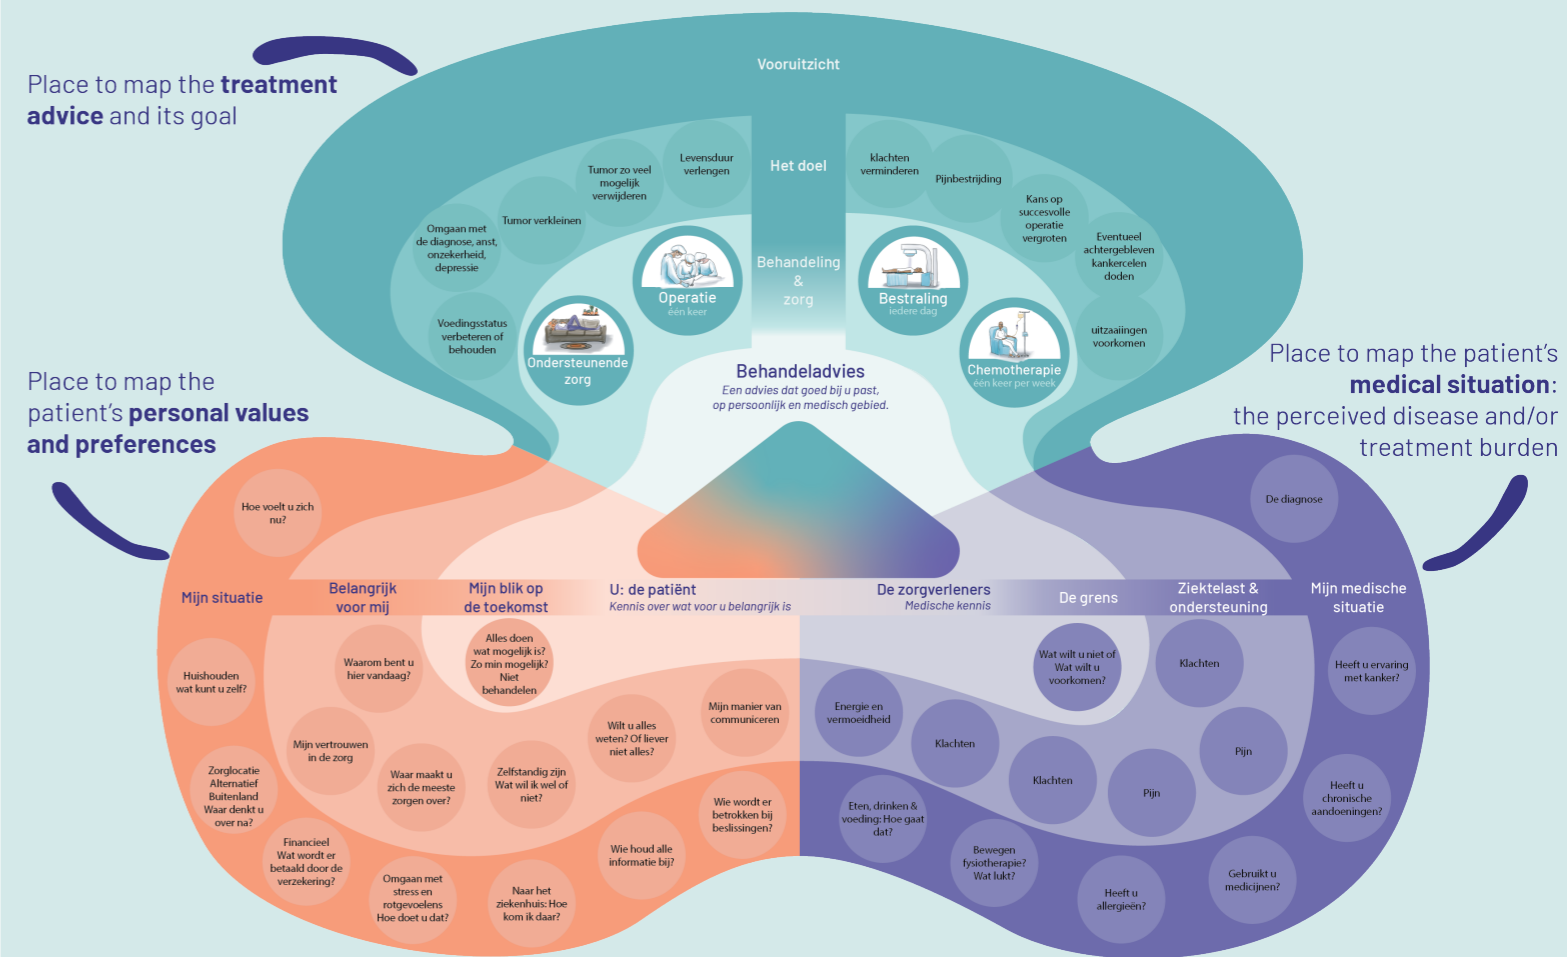 Place to map the treatment
advice and its goal
Vooruitzicht
Het doel
Levensduur
verlengen
Tumor zo veel
mogelijk
verwijderen
Tumor verkleinen
Omgaan met
de diagnose, anst,
onzekerheid,
depressie
Voedingsstatus
verbeteren of
behouden
klachten
verminderen
Pijnbestrijding
Kans op
succesvolle
operatie
vergroten
Eventueel
achtergebleven
kankercelen
doden
uitzaaiingen
voorkomen
Behandeling
&
zorg
Operatie
één keer
Ondersteunende
zorg
Bestraling
iedere dag
Chemotherapie
één keer per week
Behandeladvies
Een advies dat goed bij u past,
op persoonlijk en medisch gebied.
Place to map the
patient's personal values
and preferences
Place to map the patient's
medical situation:
the perceived disease and/or
treatment burden
Hoe voelt u zich
nu?
De diagnose
Mijn situatie
Belangrijk
voor mij
Mijn blik op
de toekomst
U: de patiënt
Kennis over wat voor u belangrijk is
De zorgverleners
Medische kennis
De grens
Ziektelast &
ondersteuning
Mijn medische
situatie
Huishouden
wat kunt u zelf?
Waarom bent u
hier vandaag?
Alles doen
wat mogelijk is?
Zo min mogelijk?
Niet
behandelen
Mijn vertrouwen
in de zorg
Waar maakt u
zich de meeste
zorgen over?
Zelfstandig zijn
Wat wil ik wel of
niet?
Wilt u alles
weten? Of liever
niet alles?
Mijn manier van
communiceren
Zorglocatie
Alternatief
Buitenland
Waar denkt u
over na?
Financieel
Wat wordt er
betaald door de
verzekering?
Omgaan met
stress en
rotgevoelens
Hoe doet u dat?
Naar het
ziekenhuis: Hoe
kom ik daar?
Wie houd alle
informatie bij?
Wie wordt er
betrokken bij
beslissingen?
Wat wilt u niet of
Wat wilt u
voorkomen?
Klachten
Heeft u ervaring
met kanker?
Energie en
vermoeidheid
Klachten
Klachten
Pijn
Pijn
Eten, drinken &
voeding: Hoe gaat
dat?
Bewegen
fysiotherapie?
Wat lukt?
Heeft u
allergieën?
Gebruikt u
medicijnen?
Heeft u
chronische
aandoeningen?